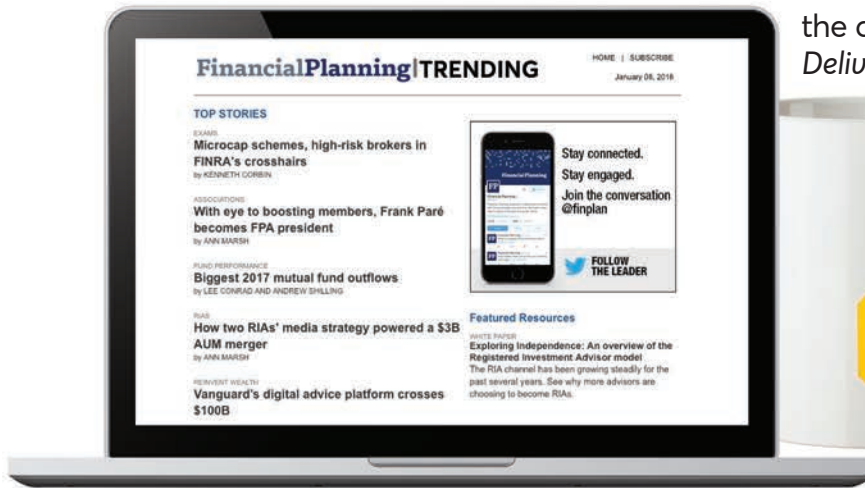 the
Deliv
FinancialPlanning|TRENDING
HOME | SUBSCRIBE
January 08, 2018
TOP STORIES
EXAMS
Microcap schemes, high-risk brokers in
FINRA's crosshairs
by KENNETH CORBIN
ASSOCIATIONS
With eye to boosting members, Frank Paré
becomes FPA president
by ANN MARSH
FUND PERFORMANCE
Biggest 2017 mutual fund outflows
by LEE CONRAD AND ANDREW SHILLING
RIAS
How two RIAs' media strategy powered a $3B
AUM merger
by ANN MARSH
REINVENT WEALTH
Vanguard's digital advice platform crosses
$100B
FP
Financial Planning
Stay connected.
Stay engaged.
Join the conversation
@finplan
FOLLOW
THE LEADER
Featured Resources
WHITE PAPER
Exploring Independence: An overview of the
Registered Investment Advisor model
The RIA channel has been growing steadily for the
past several years. See why more advisors are
choosing to become RIAs.